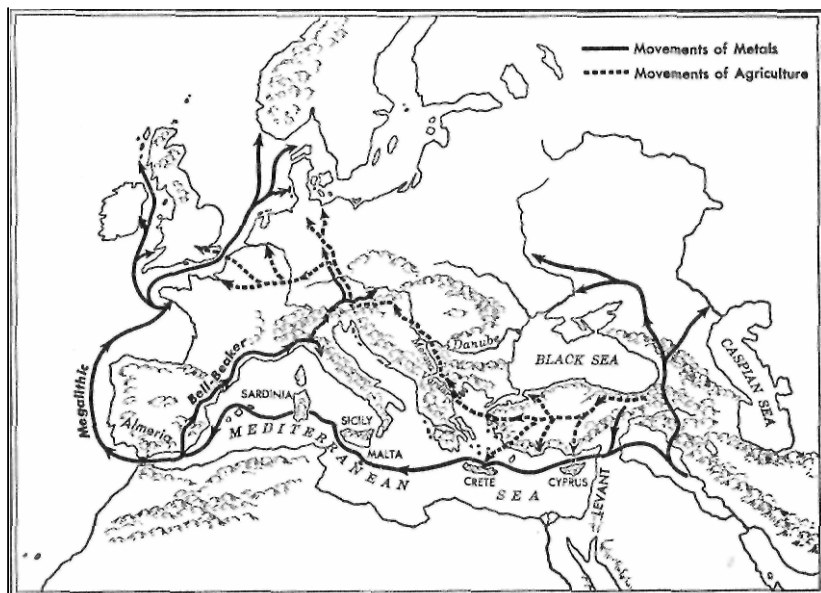 Movements of Metals
Movements of Agriculture
Danube
BLACK SEA
CASPIAN SEA
Bell-Beaker
Megalithic
SARDINIA
Almeria
SICILY
MEDITERRANEAN
MALTA
SEA
CRETE
CYPRUS
LEVANT